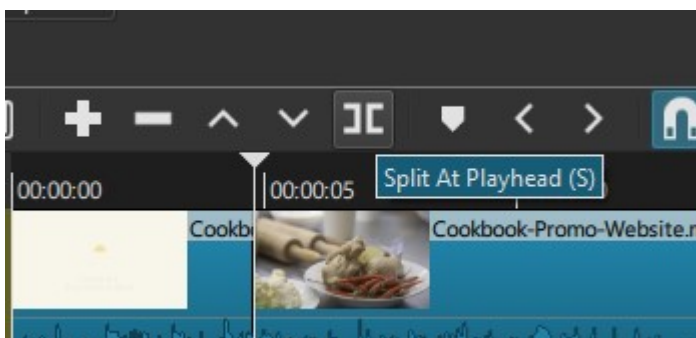 00:00:00
00:00:05
Split At Playhead (S)
Cookb
Cookbook-Promo-Website.